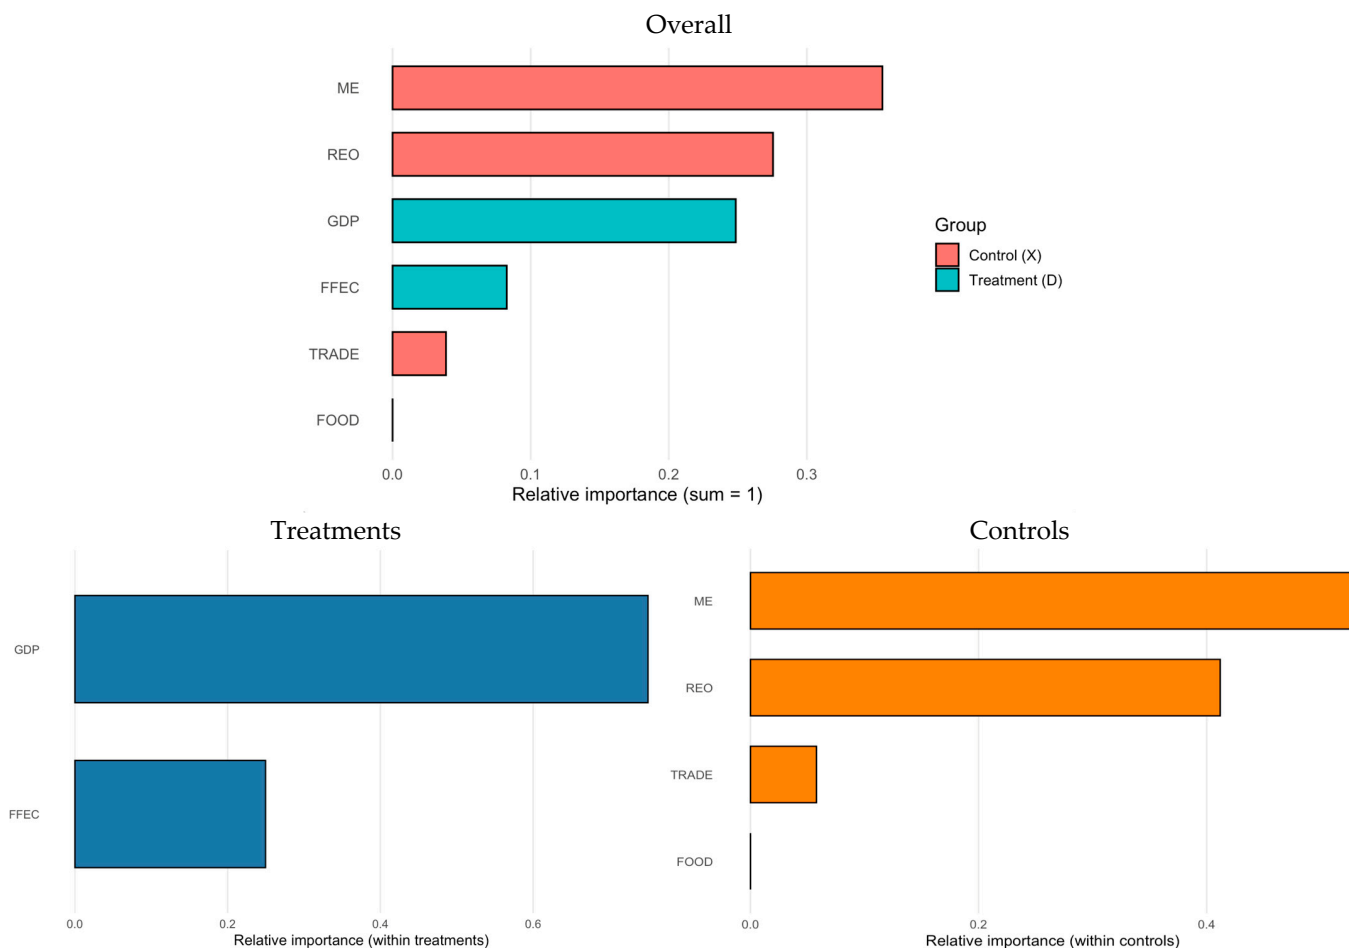 Overall
ME
REO
GDP
FFEC
TRADE
FOOD
0.0 0.1 0.2 0.3
Relative importance (sum = 1)
Group
Control (X)
Treatment (D)
Treatments
GDP
FFEC
0.0 0.2 0.4 0.6
Relative importance (within treatments)
Controls
ME
REO
TRADE
FOOD
0.0 0.2 0.4
Relative importance (within controls)